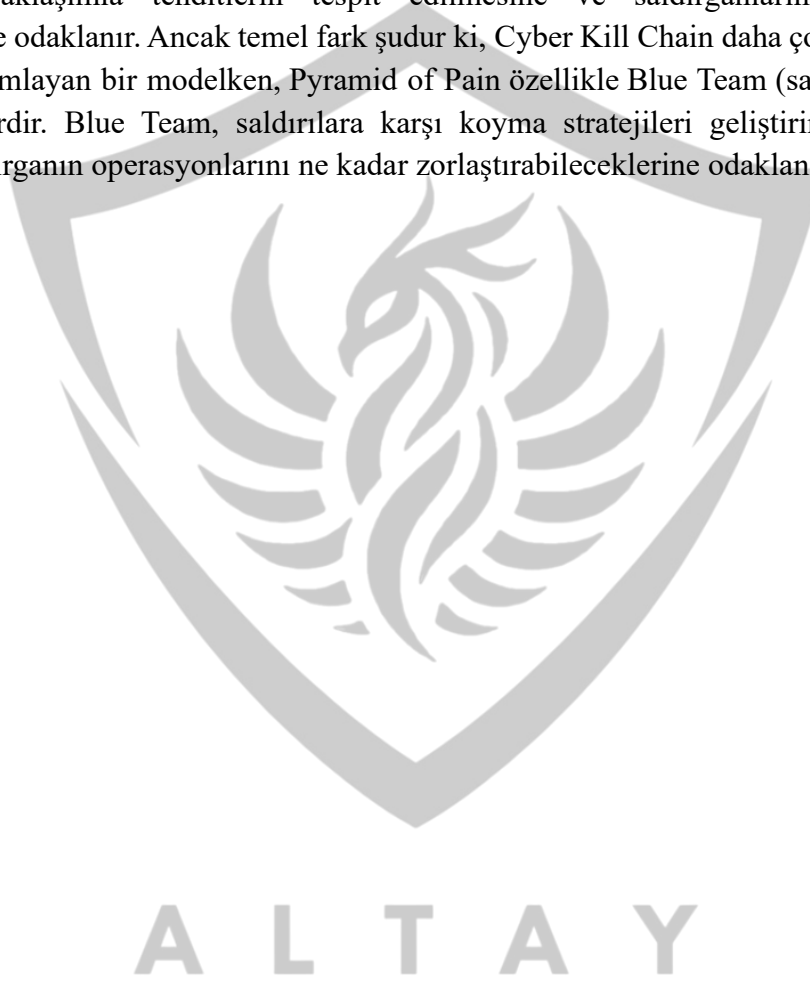 tehditlerin tespit edilmesine ve saldırganların
e odaklanır. Ancak temel fark şudur ki, Cyber Kill Chain daha ço
mlayan bir modelken, Pyramid of Pain özellikle Blue Team (sa
rdir. Blue Team, saldırılara karşı koyma stratejileri geliştiri
rganın operasyonlarını ne kadar zorlaştırabileceklerine odaklan
ALTAY